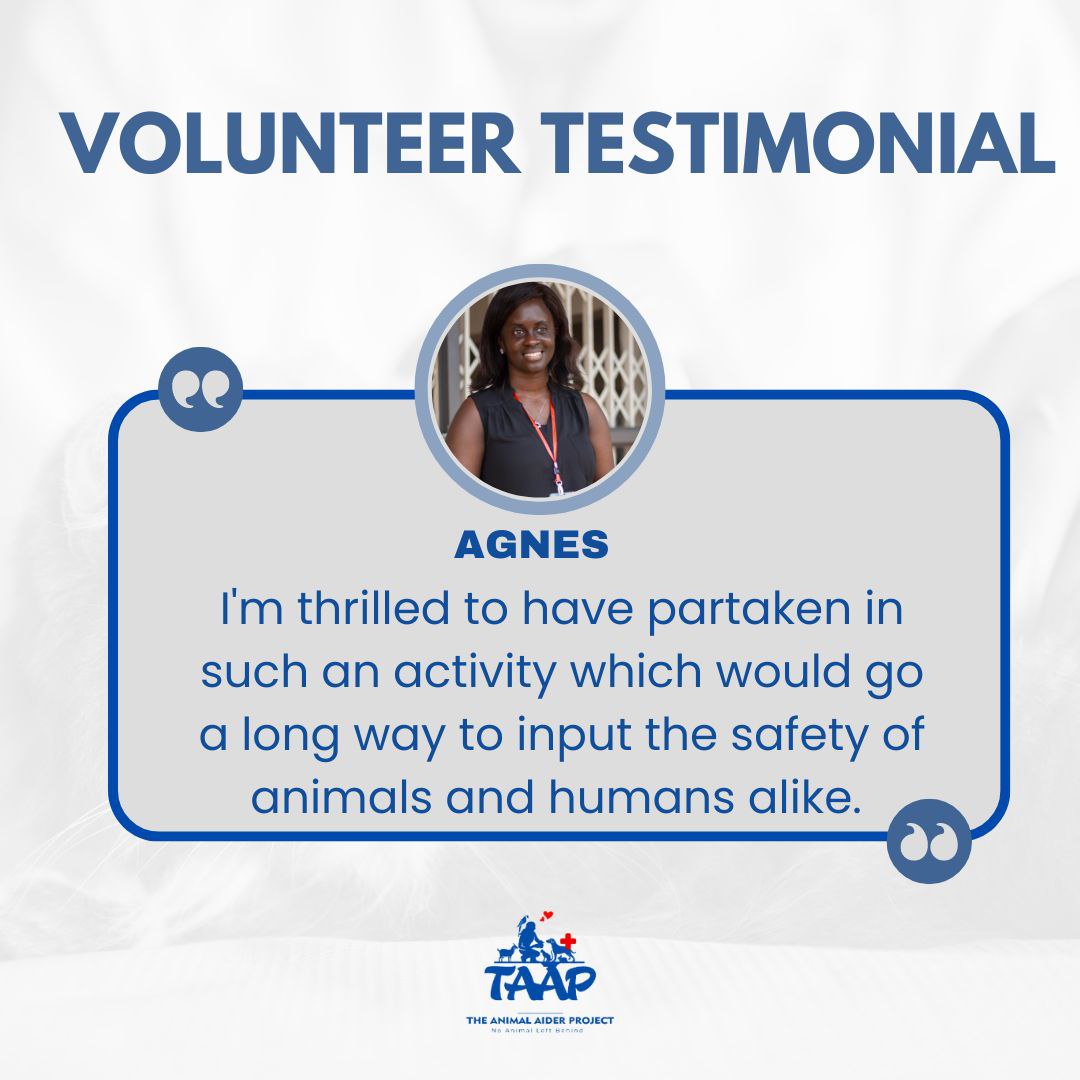 VOLUNTEER TESTIMONIAL
AGNES
I'm thrilled to have partaken in
such an activity which would go
a long way to input the safety of
animals and humans alike.
TAAP
THE ANIMAL AIDER PROJECT
No Animal Left Behind